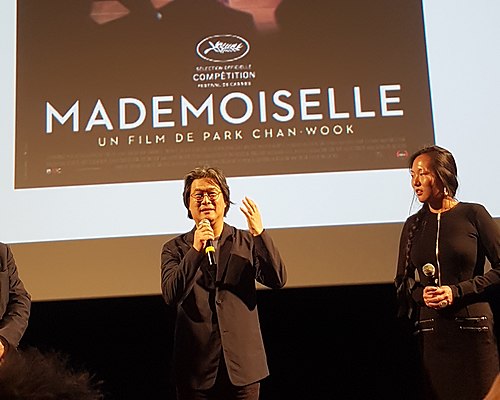 SÉLECTION OFFICIELLE
COMPÉTITION
FESTIVAL DE CANNES
MADEMOISELLE
UN FILM DE PARK CHAN-WOOK